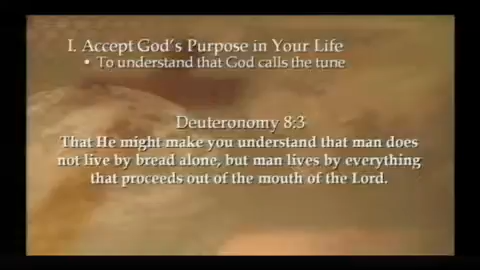 I. Accept God's Purpose in Your Life
• To understand that God calls the tune
Deuteronomy 8:3
That He might make you understand that man does
not live by bread alone, but man lives by everything
that proceeds out of the mouth of the Lord.